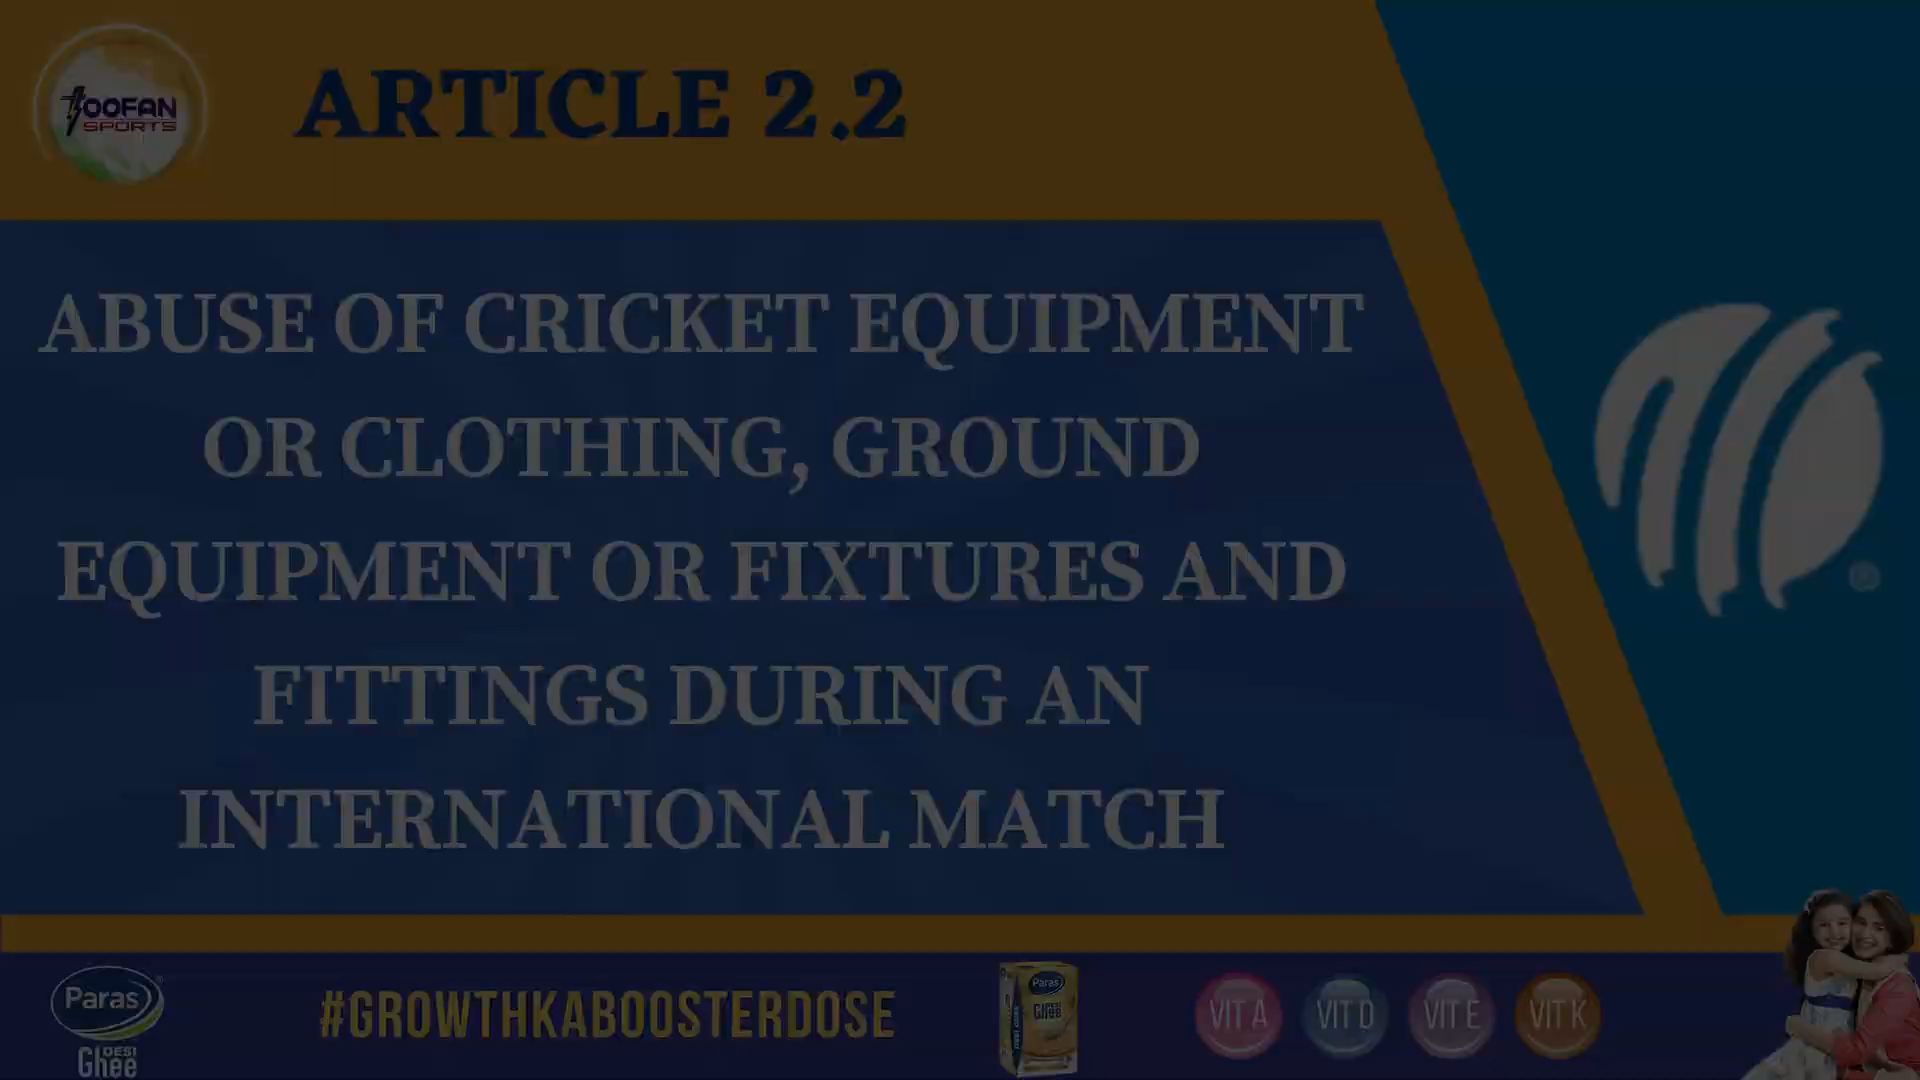 TOOFAN
SPORTS
ARTICLE 2.2
ABUSE OF CRICKET EQUIPMENT
OR CLOTHING, GROUND
EQUIPMENT OR FIXTURES AND
FITTINGS DURING AN
INTERNATIONAL MATCH
®
Paras
DESI
Ghee
#GROWTHKABOOSTERDOSE
Paras
DESI
Ghee
VIT A
VIT D
VIT E
VIT K